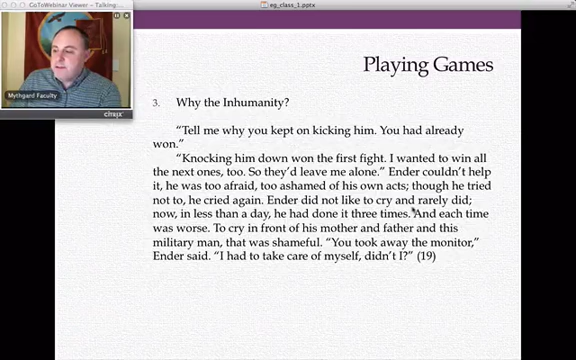 GoToWebinar Viewer – Talking:...
eg_class_1.pptx
Mythgard Faculty
citrix
Playing Games
3. Why the Inhumanity?
“Tell me why you kept on kicking him. You had already
won.”
“Knocking him down won the first fight. I wanted to win all
the next ones, too. So they’d leave me alone.” Ender couldn’t help
it, he was too afraid, too ashamed of his own acts; though he tried
not to, he cried again. Ender did not like to cry and rarely did;
now, in less than a day, he had done it three times. And each time
was worse. To cry in front of his mother and father and this
military man, that was shameful. “You took away the monitor,”
Ender said. “I had to take care of myself, didn’t I?” (19)